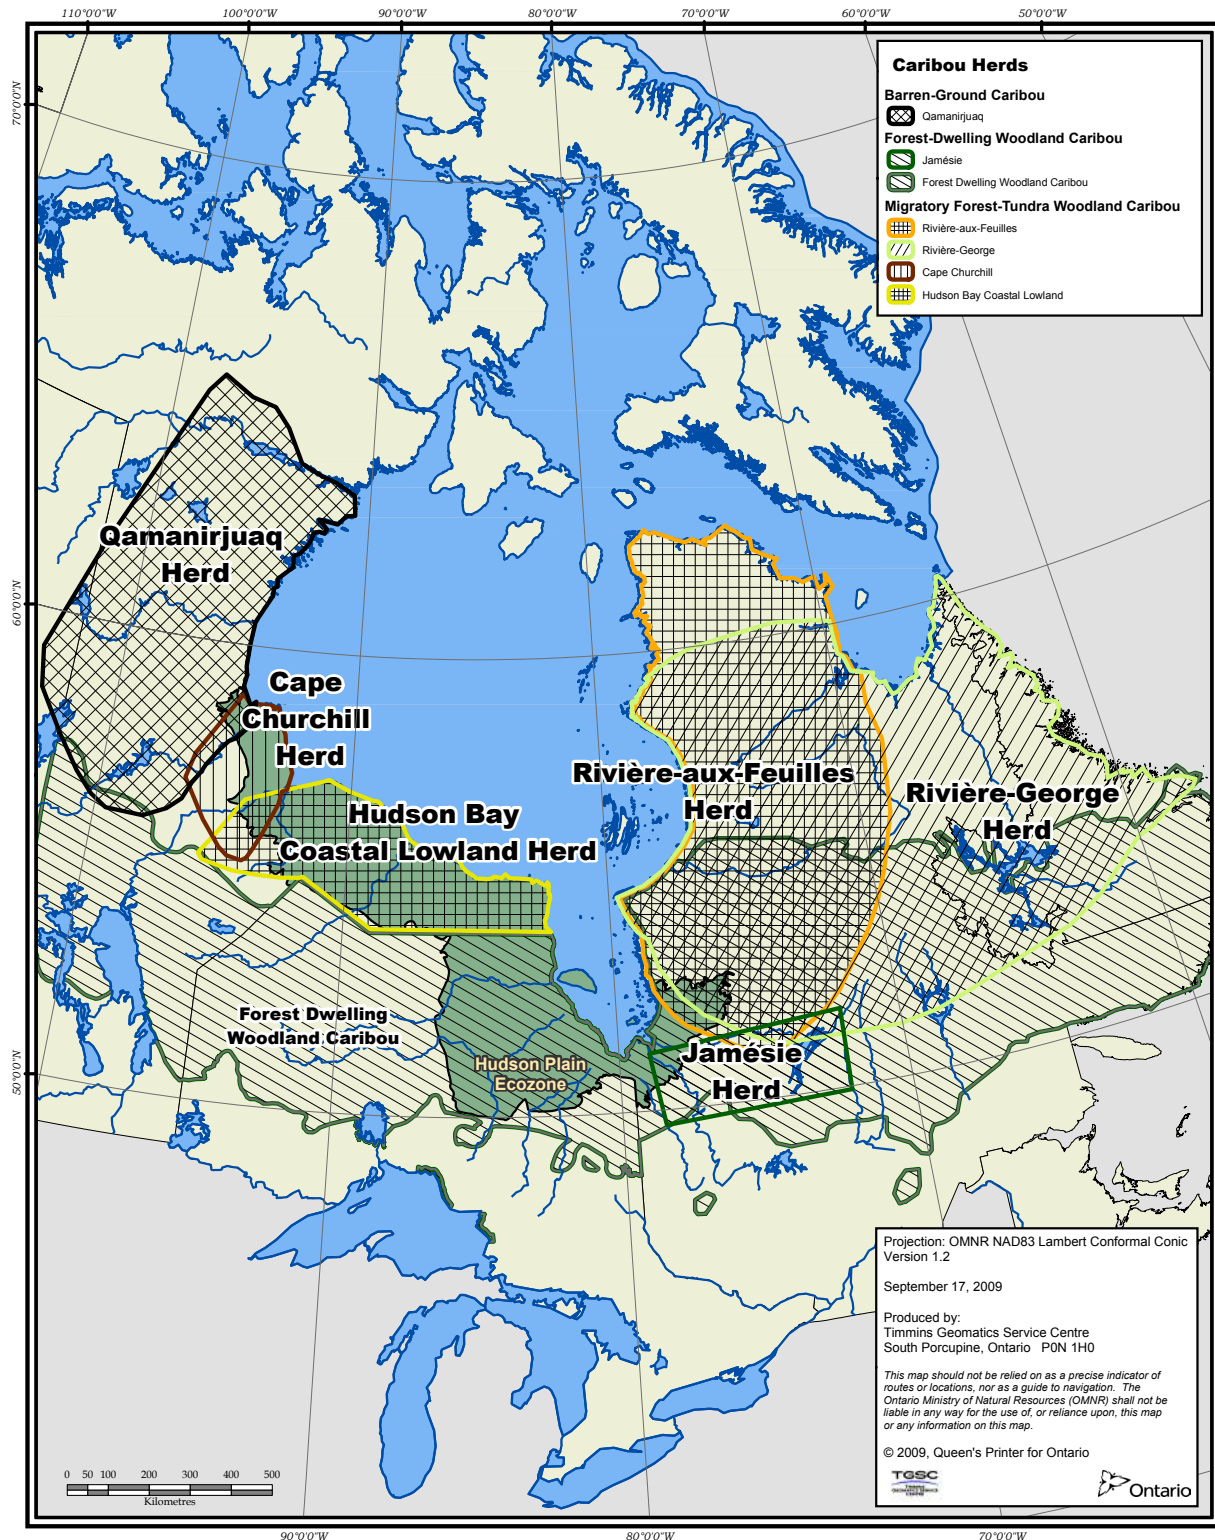 110°0'0"W
100°0'0"W
90°0'0"W
80°0'0"W
70°0'0"W
60°0'0"W
50°0'0"W
70°0'0"N
60°0'0"N
50°0'0"N
Caribou Herds
Barren-Ground Caribou
Qamanirjuaq
Forest-Dwelling Woodland Caribou
Jamésie
Forest Dwelling Woodland Caribou
Migratory Forest-Tundra Woodland Caribou
Rivière-aux-Feuilles
Rivière-George
Cape Churchill
Hudson Bay Coastal Lowland
Qamanirjuaq
Herd
Cape
Churchill
Herd
Hudson Bay
Coastal Lowland Herd
Rivière-aux-Feuilles
Herd
Rivière-George
Herd
Forest Dwelling
Woodland Caribou
Hudson Plain
Ecozone
Jamésie
Herd
Projection: OMNR NAD83 Lambert Conformal Conic
Version 1.2
September 17, 2009
Produced by:
Timmins Geomatics Service Centre
South Porcupine, Ontario P0N 1H0
This map should not be relied on as a precise indicator of
routes or locations, nor as a guide to navigation. The
Ontario Ministry of Natural Resources (OMNR) shall not be
liable in any way for the use of, or reliance upon, this map
or any information on this map.
© 2009, Queen's Printer for Ontario
TGSC
TIMMINS
GEOMATICS SERVICE
CENTRE
Ontario
0 50 100 200 300 400 500
Kilometres
90°0'0"W
80°0'0"W
70°0'0"W